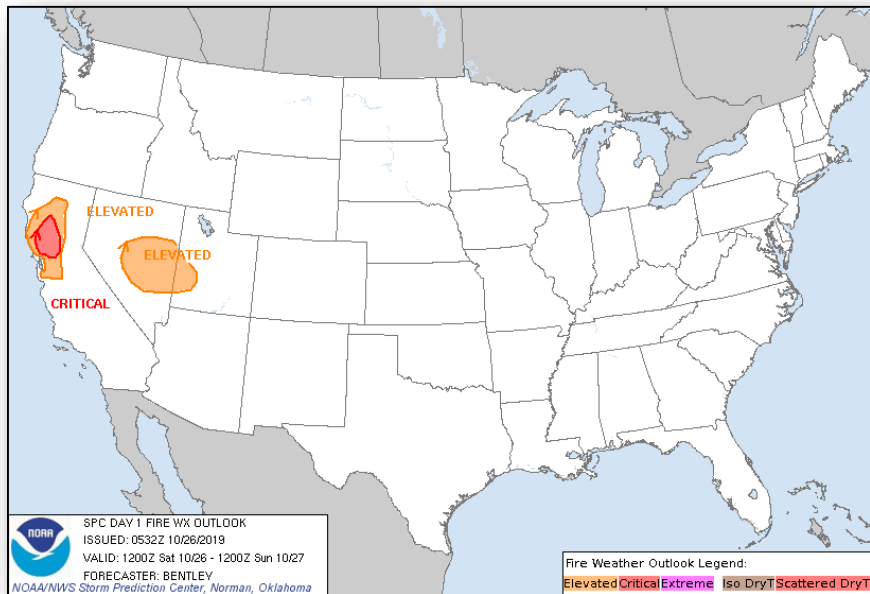 ELEVATED
ELEVATED
CRITICAL
NOAA
SPC DAY 1 FIRE WX OUTLOOK
ISSUED: 0532Z 10/26/2019
VALID: 1200Z Sat 10/26 - 1200Z Sun 10/27
FORECASTER: BENTLEY
NOAA/NWS Storm Prediction Center, Norman, Oklahoma
Fire Weather Outlook Legend:
Elevated Critical Extreme Iso DryT Scattered DryT